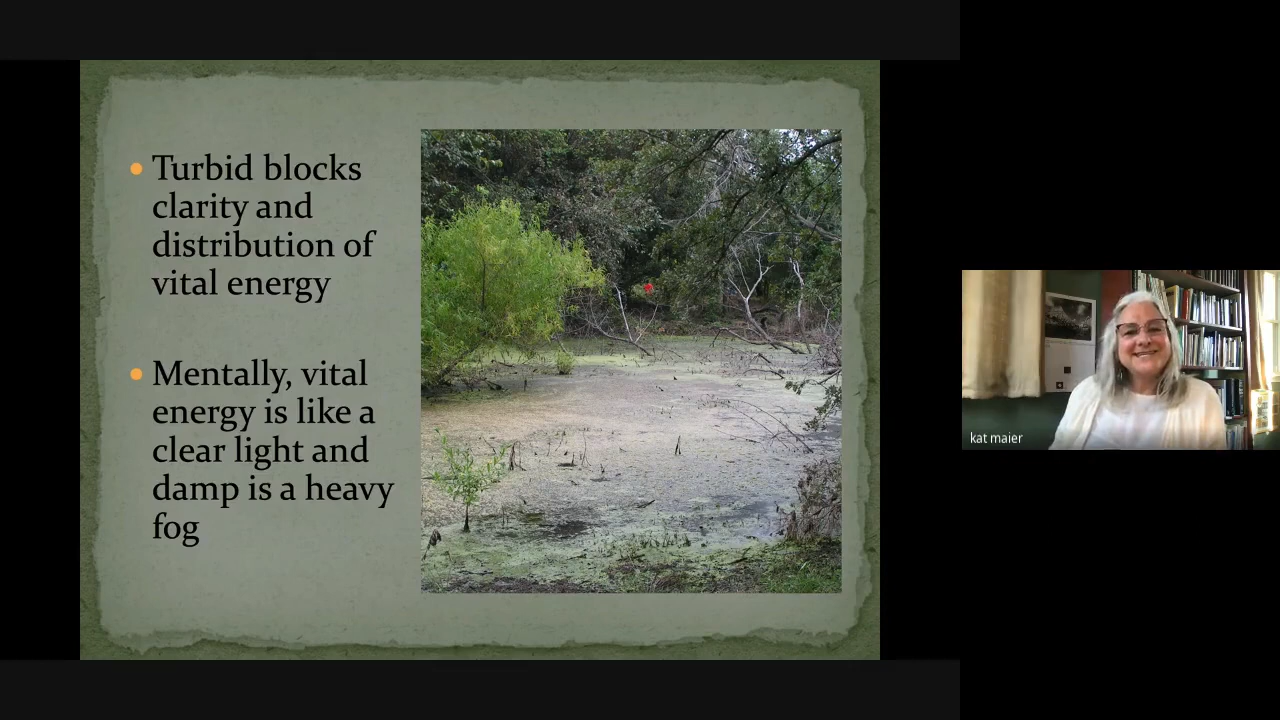 Turbid blocks
clarity and
distribution of
vital energy
Mentally, vital
energy is like a
clear light and
damp is a heavy
fog
kat maier